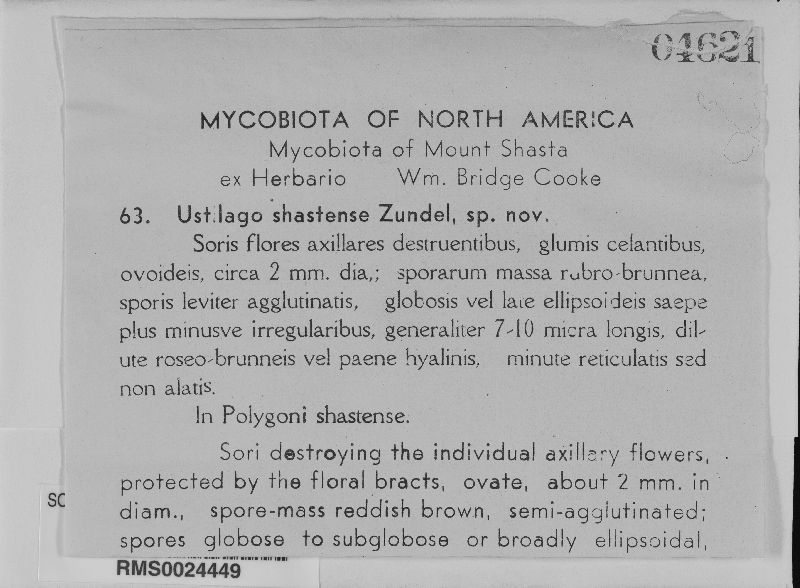 04621
MYCOBIOTA OF NORTH AMERICA
Mycobiota of Mount Shasta
ex Herbario Wm. Bridge Cooke
63. Ustilago shastense Zundel, sp. nov.
Soris flores axillares destruentibus, glumis celantibus,
ovoideis, circa 2 mm. dia,; sporarum massa rubro-brunnea,
sporis leviter agglutinatis, globosis vel late ellipsoideis saepe
plus minusve irregularibus, generaliter 7-10 micra longis, dil-
ute roseo-brunneis vel paene hyalinis, minute reticulatis sed
non alatis.
In Polygoni shastense.
Sori destroying the individual axillary flowers,
protected by the floral bracts, ovate, about 2 mm. in
diam., spore-mass reddish brown, semi-agglutinated;
spores globose to subglobose or broadly ellipsoidal,
SC
RMS0024449